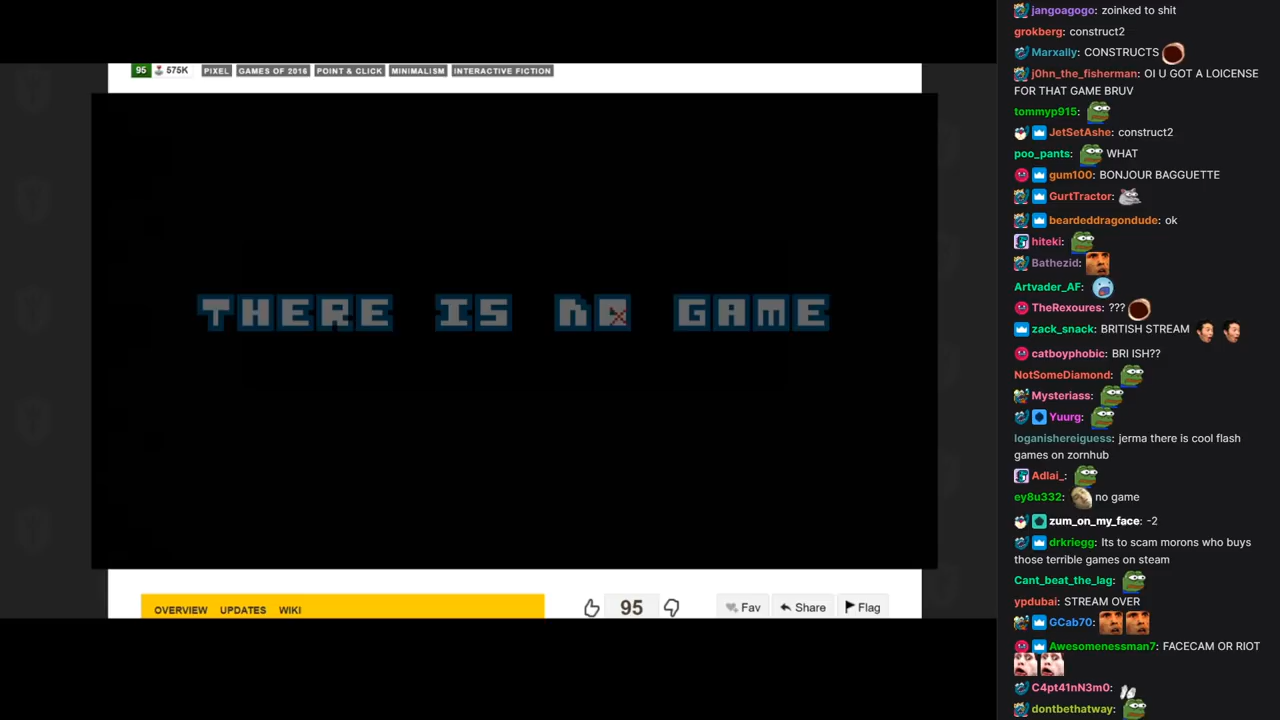 95 575K PIXEL GAMES OF 2016 POINT & CLICK MINIMALISM INTERACTIVE FICTION
THERE IS NO GAME
OVERVIEW UPDATES WIKI 95 Fav Share Flag
jangoagogo: zoinked to shit
grokberg: construct2
Marxally: CONSTRUCTS
j0hn_the_fisherman: OI U GOT A LOICENSE
FOR THAT GAME BRUV
tommyp915:
JetSetAshe: construct2
poo_pants: WHAT
gum100: BONJOUR BAGGUETTE
GurtTractor:
beardeddragondude: ok
hiteki:
Bathezid:
Artvader_AF:
TheRexoures: ???
zack_snack: BRITISH STREAM
catboyphobic: BRI ISH??
NotSomeDiamond:
Mysteriass:
Yuurg:
loganishereiguess: jerma there is cool flash
games on zornhub
Adlai_:
ey8u332: no game
zum_on_my_face: -2
drkriegg: Its to scam morons who buys
those terrible games on steam
Cant_beat_the_lag:
ypdubai: STREAM OVER
GCab70:
Awesomenessman7: FACECAM OR RIOT
C4pt41nN3m0:
dontbethatway: